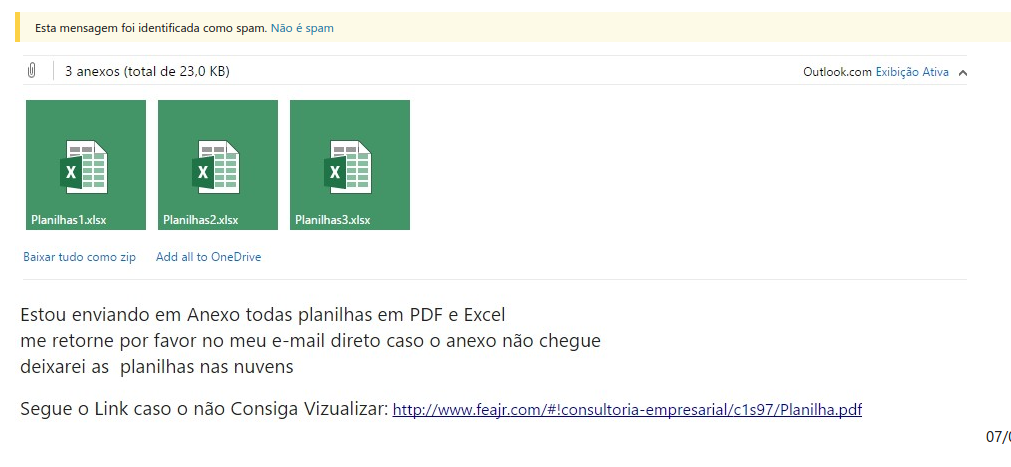 Esta mensagem foi identificada como spam. Não é spam
3 anexos (total de 23,0 KB)
Outlook.com Exibição Ativa
Planilhas1.xlsx
Planilhas2.xlsx
Planilhas3.xlsx
Baixar tudo como zip
Add all to OneDrive
Estou enviando em Anexo todas planilhas em PDF e Excel
me retorne por favor no meu e-mail direto caso o anexo não chegue
deixarei as planilhas nas nuvens
Segue o Link caso o não Consiga Vizualizar: http://www.feajr.com/#!consultoria-empresarial/c1s97/Planilha.pdf